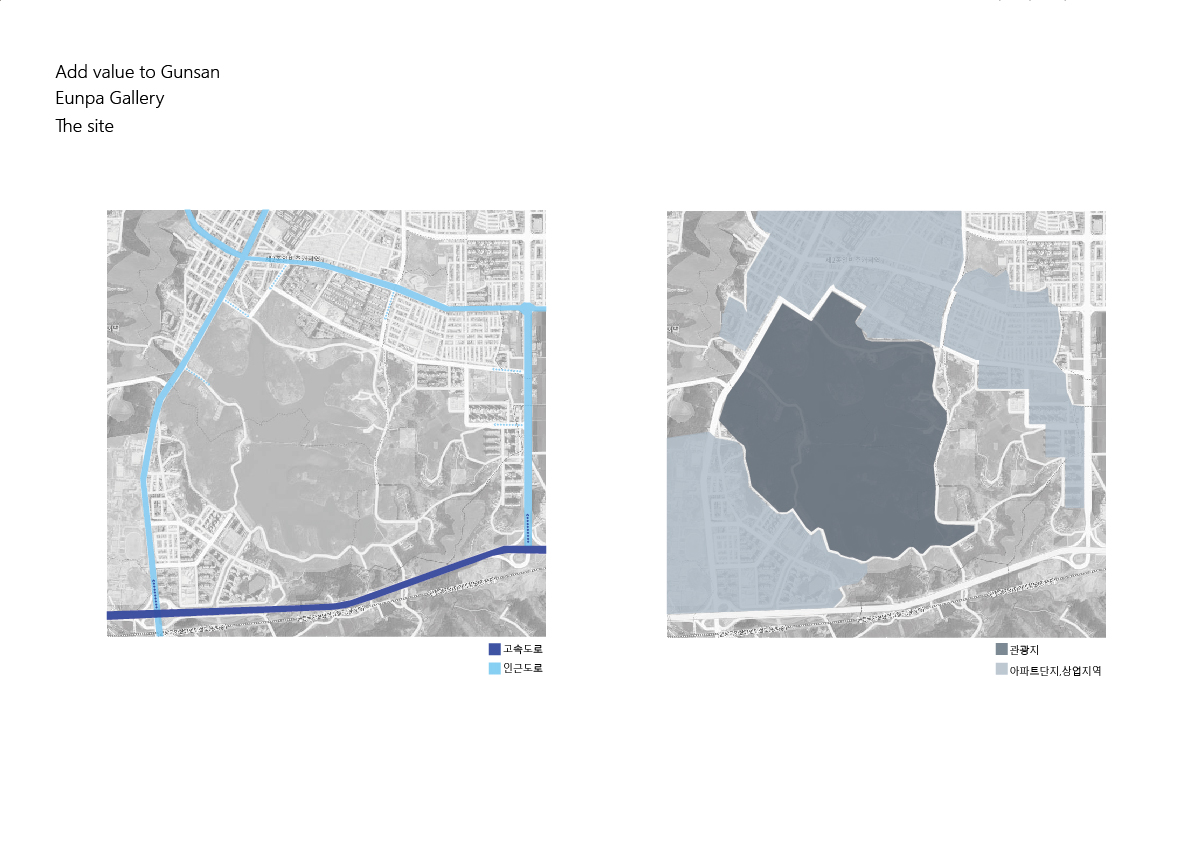 Add value to Gunsan
Eunpa Gallery
The site
고속도로
인근도로
관광지
아파트단지,상업지역